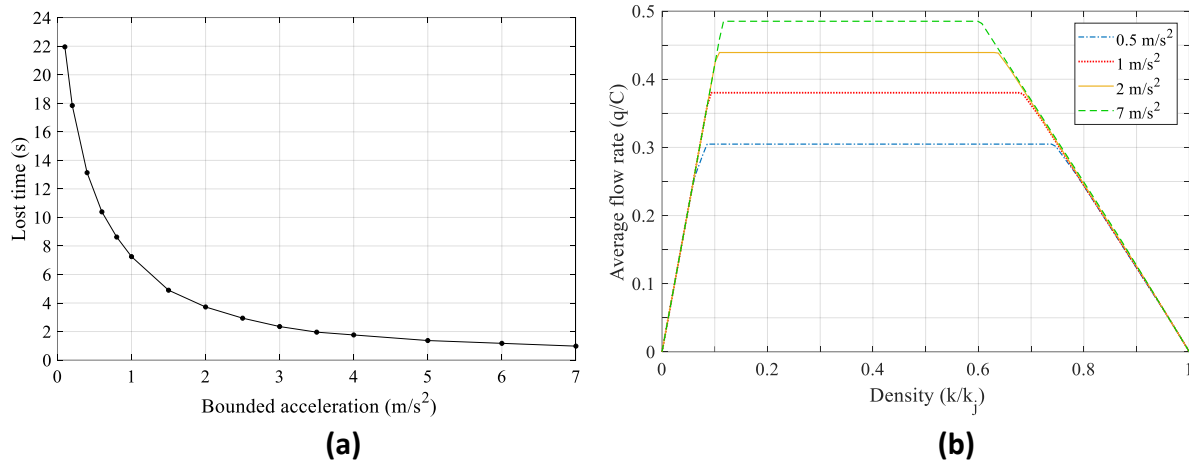 24
22
20
18
16
14
12
10
8
6
4
2
0
0 1 2 3 4 5 6 7
Lost time (s)
Bounded acceleration (m/s²)
(a)
0.5
0.4
0.3
0.2
0.1
0
0 0.2 0.4 0.6 0.8 1
Average flow rate (q/C)
Density (k/kj)
0.5 m/s²
1 m/s²
2 m/s²
7 m/s²
(b)